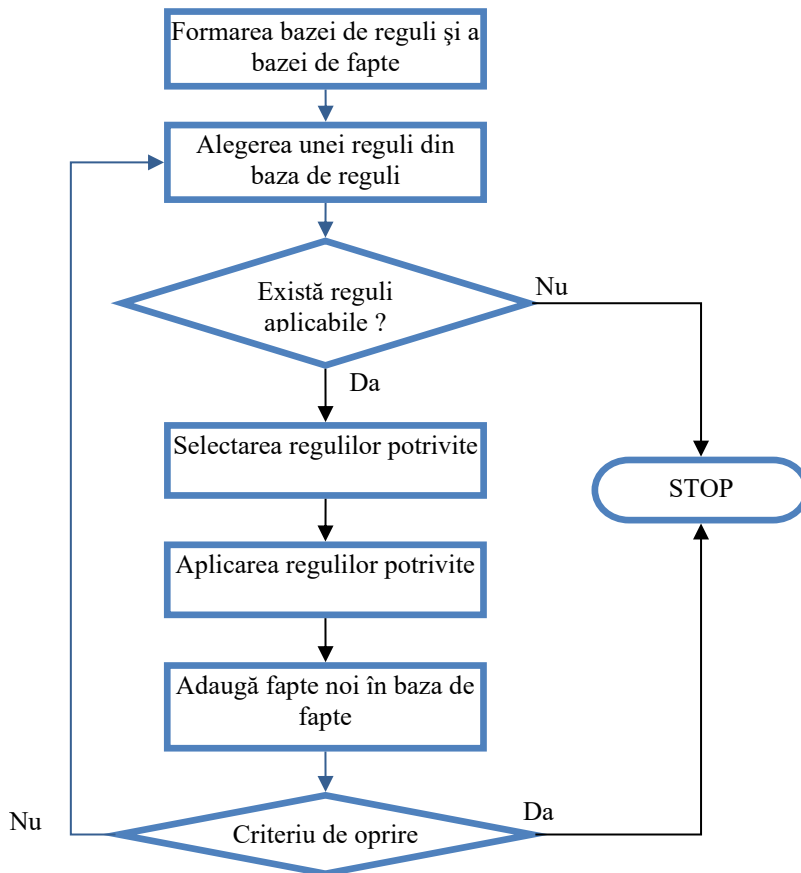 Formarea bazei de reguli şi a
bazei de fapte
Alegerea unei reguli din
baza de reguli
Există reguli
aplicabile ?
Nu
Da
Selectarea regulilor potrivite
STOP
Aplicarea regulilor potrivite
Adaugă fapte noi în baza de
fapte
Nu
Criteriu de oprire
Da